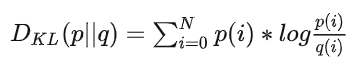 D_{KL}(p||q) = \sum_{i=0}^{N} p(i) * log\frac{p(i)}{q(i)}